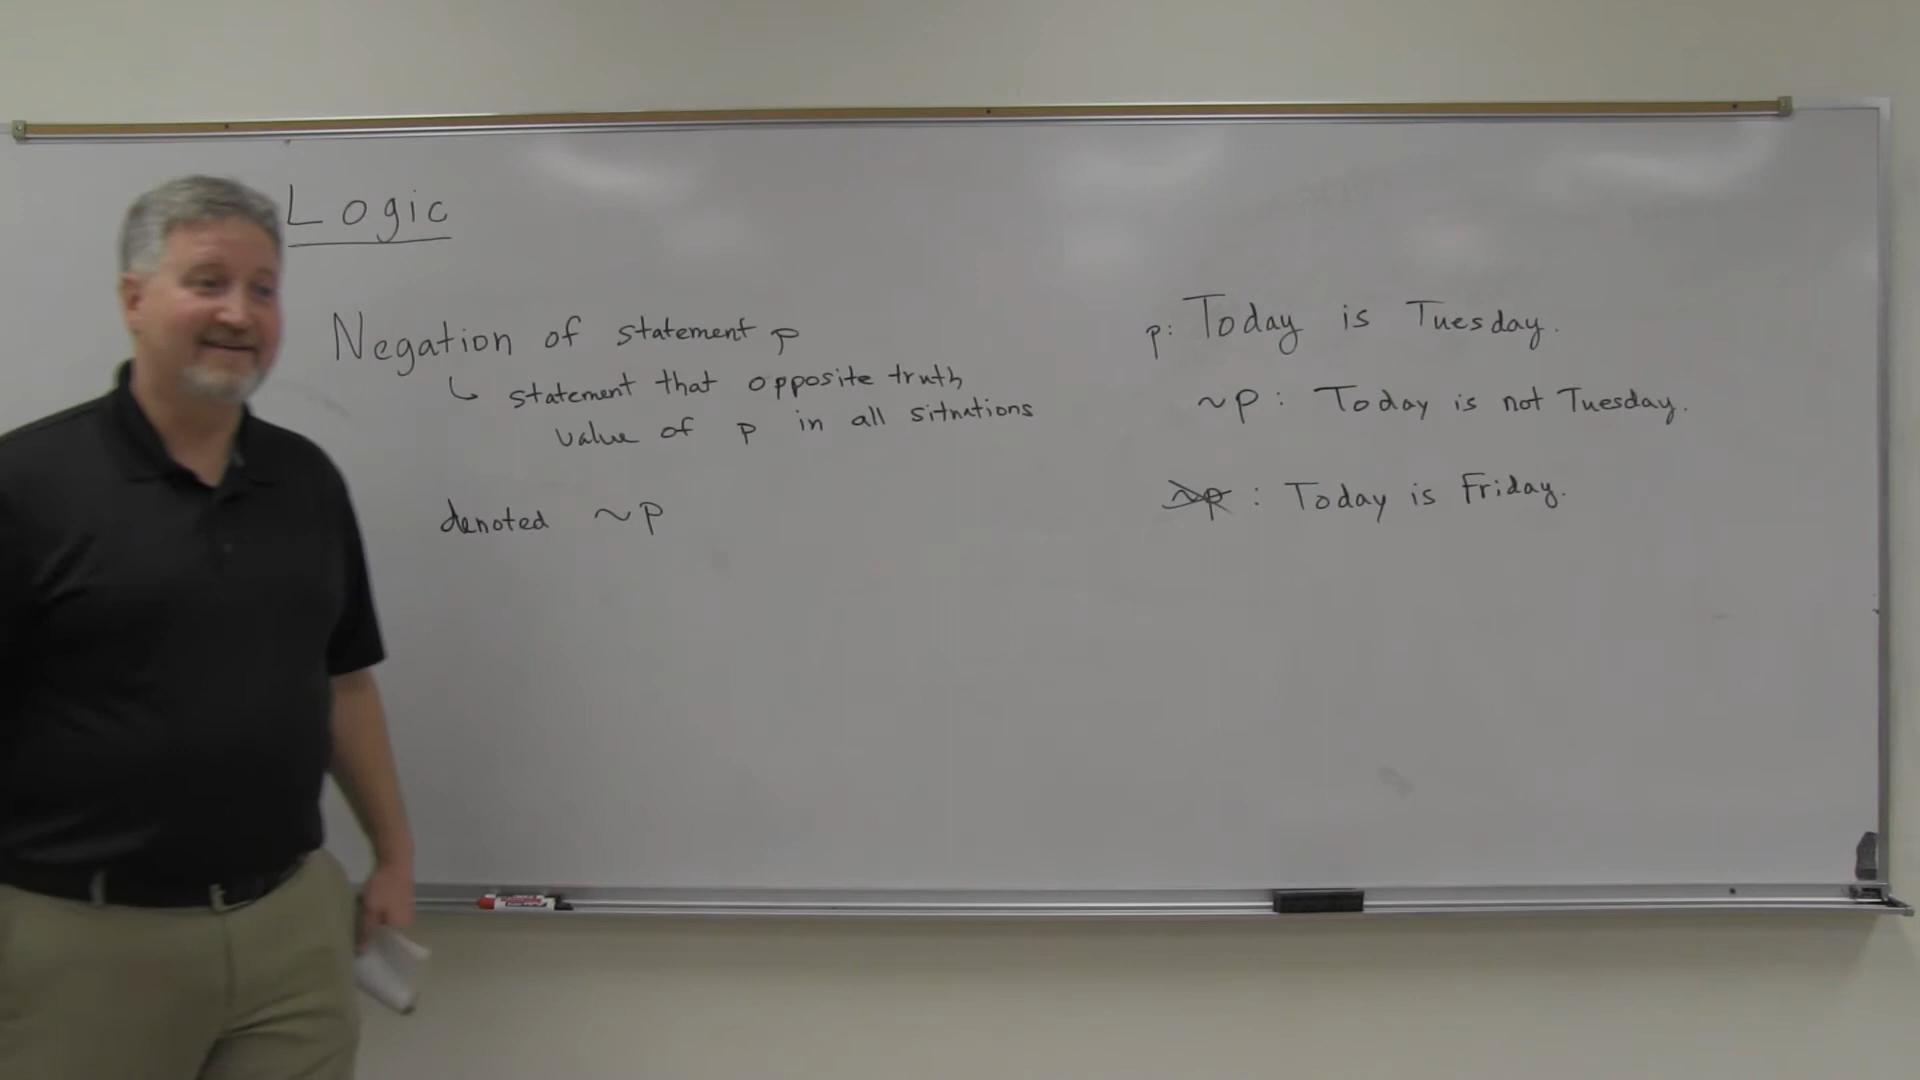 Logic
Negation of statement p
↳ statement that opposite truth
value of p in all situations
denoted ~p
p: Today is Tuesday.
~p: Today is not Tuesday.
~p: Today is Friday.